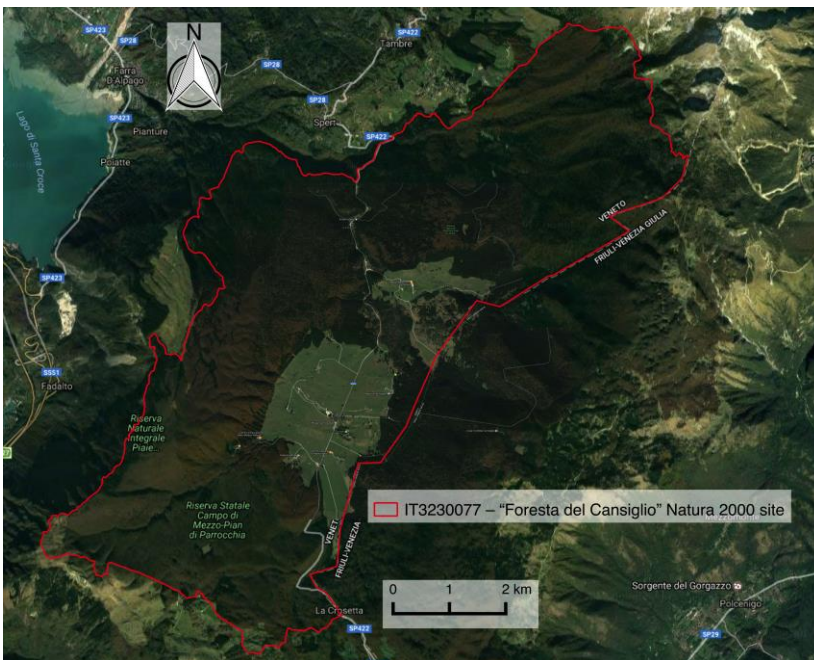 SP423
SP28
N
SP422
Tambre
Farra
D'Alpago
SP28
SP28
SP423
Spert
Pianture
SP422
Lago di Santa Croce
Poiatte
VENETO
FRIULI-VENEZIA GIULIA
SP423
SS51
Fadalto
Riserva
Naturale
Integrale
Piaie...
Riserva Statale
Campo di
Mezzo-Pian
di Parrocchia
IT3230077 – “Foresta del Cansiglio” Natura 2000 site
VENET
FRIULI-VENEZIA
0 1 2 km
Sorgente del Gorgazzo
Polcenigo
La Crosetta
SP422
SP29